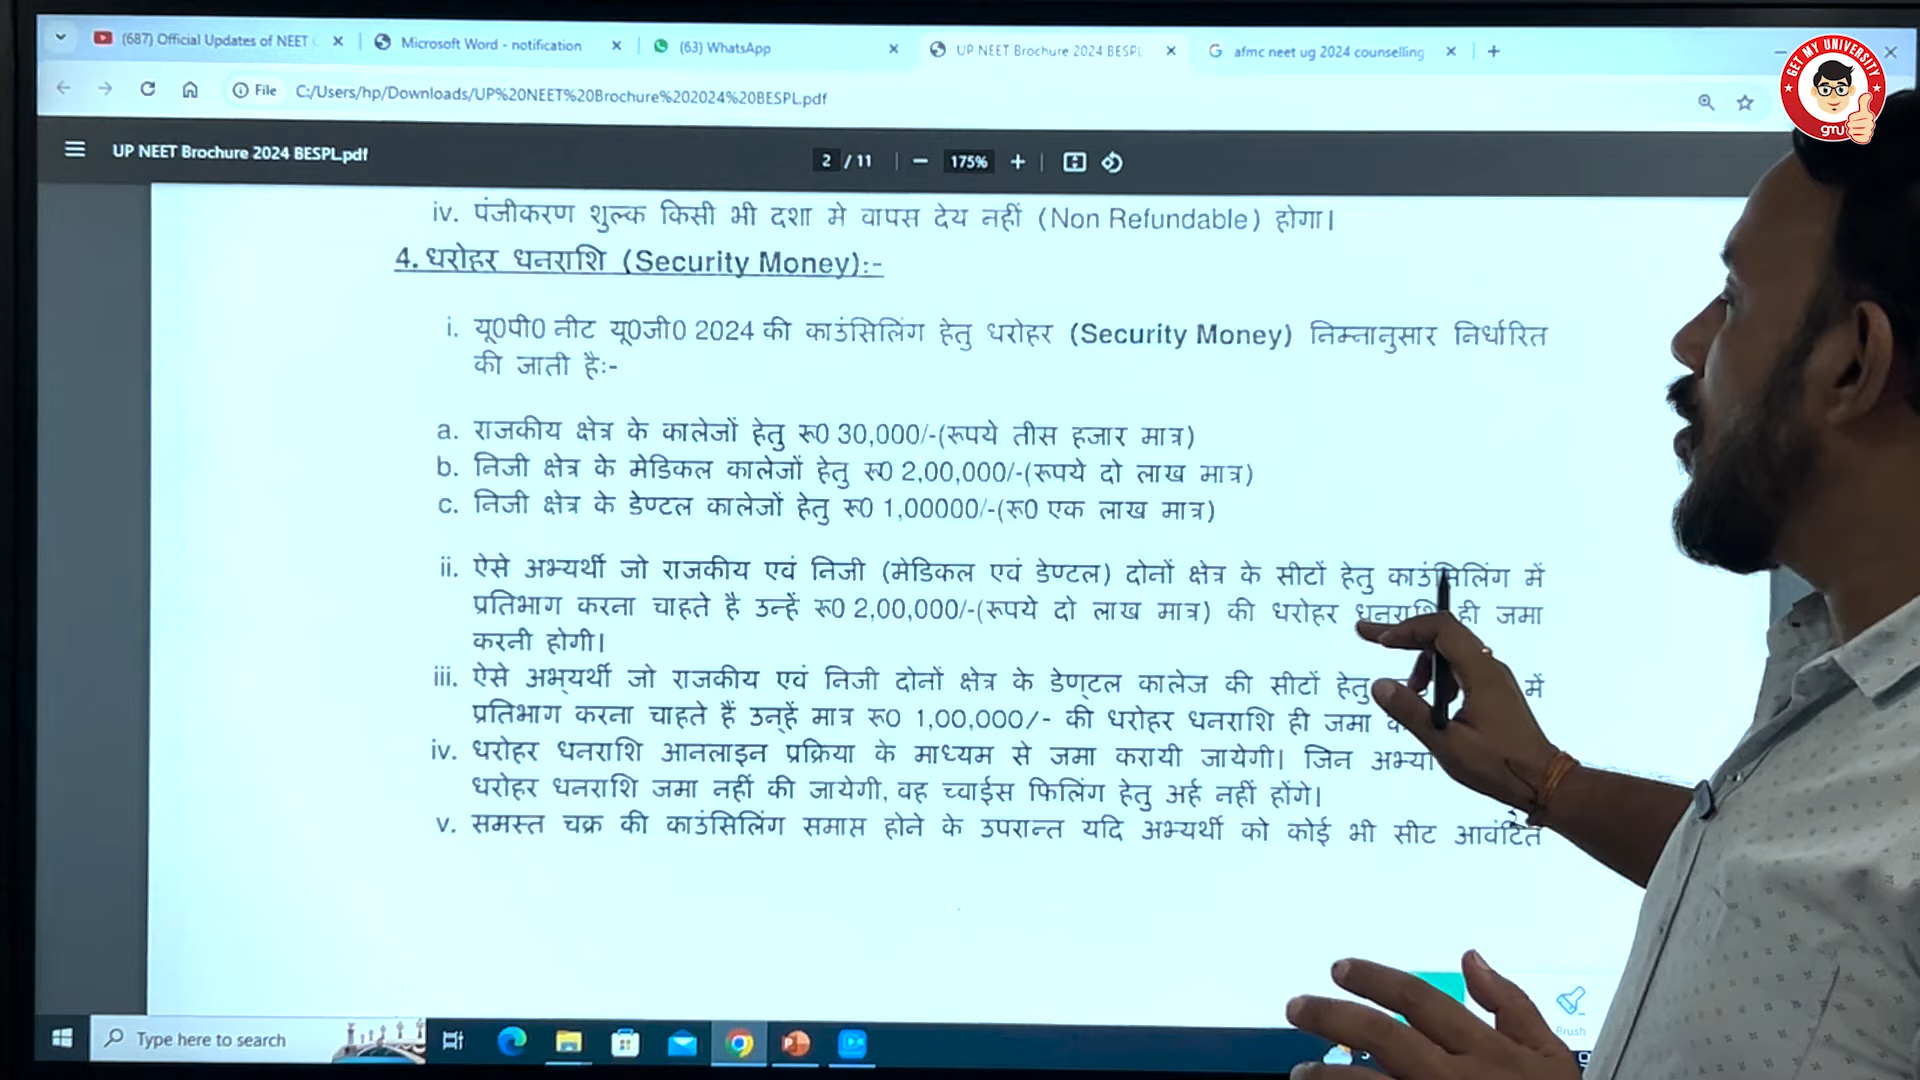 (687) Official Updates of NEET
Microsoft Word - notification
(63) WhatsApp
UP NEET Brochure 2024 BESPL
G afmc neet ug 2024 counselling
File C:/Users/hp/Downloads/UP%20NEET%20Brochure%202024%20BESPL.pdf
GET MY UNIVERSITY
gmu
UP NEET Brochure 2024 BESPL.pdf
2 / 11
175%
iv. पंजीकरण शुल्क किसी भी दशा मे वापस देय नहीं (Non Refundable) होगा।
4. धरोहर धनराशि (Security Money):-
i. यू0पी0 नीट यू0जी0 2024 की काउंसिलिंग हेतु धरोहर (Security Money) निम्नानुसार निर्धारित
की जाती है:-
a. राजकीय क्षेत्र के कालेजों हेतु रू0 30,000/-(रूपये तीस हजार मात्र)
b. निजी क्षेत्र के मेडिकल कालेजों हेतु रू0 2,00,000/-(रूपये दो लाख मात्र)
c. निजी क्षेत्र के डेण्टल कालेजों हेतु रू0 1,00000/-(रू0 एक लाख मात्र)
ii. ऐसे अभ्यर्थी जो राजकीय एवं निजी (मेडिकल एवं डेण्टल) दोनों क्षेत्र के सीटों हेतु काउंसिलिंग में
प्रतिभाग करना चाहते है उन्हें रू0 2,00,000/-(रूपये दो लाख मात्र) की धरोहर धनराशि ही जमा
करनी होगी।
iii. ऐसे अभ्यर्थी जो राजकीय एवं निजी दोनों क्षेत्र के डेण्टल कालेज की सीटों हेतु में
प्रतिभाग करना चाहते हैं उन्हें मात्र रू0 1,00,000/- की धरोहर धनराशि ही जमा
iv. धरोहर धनराशि आनलाइन प्रक्रिया के माध्यम से जमा करायी जायेगी। जिन
धरोहर धनराशि जमा नहीं की जायेगी, वह च्वाईस फिलिंग हेतु अर्ह नहीं होंगे।
v. समस्त चक्र की काउंसिलिंग समाप्त होने के उपरान्त यदि अभ्यर्थी को कोई भी सीट आवंटित
Brush
Type here to search